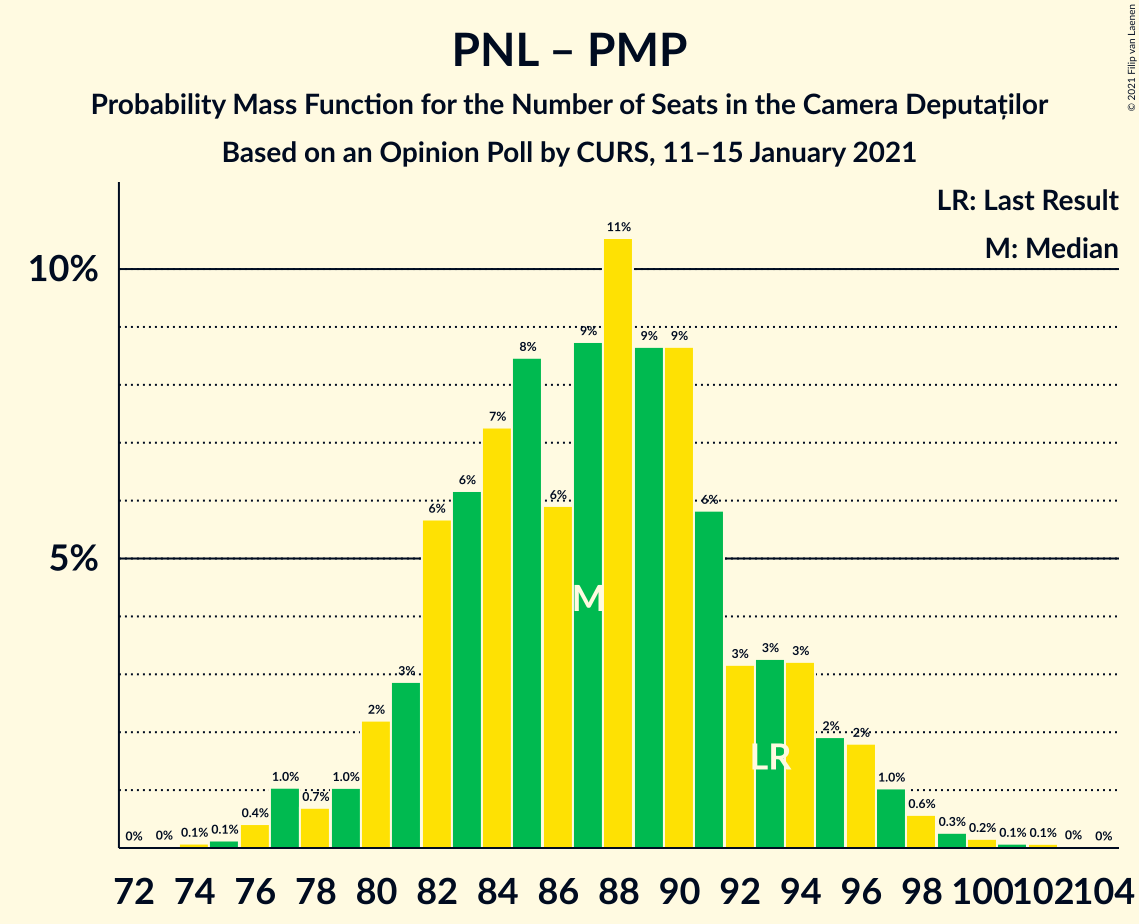 PNL – PMP
Probability Mass Function for the Number of Seats in the Camera Deputaților
Based on an Opinion Poll by CURS, 11–15 January 2021
© 2021 Filip van Laenen
LR: Last Result
M: Median
10%
5%
0% 0% 0.1% 0.1% 0.4% 1.0% 0.7% 1.0% 2% 3% 6% 6% 7% 8% 6% 9% 11% 9% 9% 6% 3% 3% 3% 2% 2% 1.0% 0.6% 0.3% 0.2% 0.1% 0.1% 0% 0%
M
LR
72 74 76 78 80 82 84 86 88 90 92 94 96 98 100 102 104